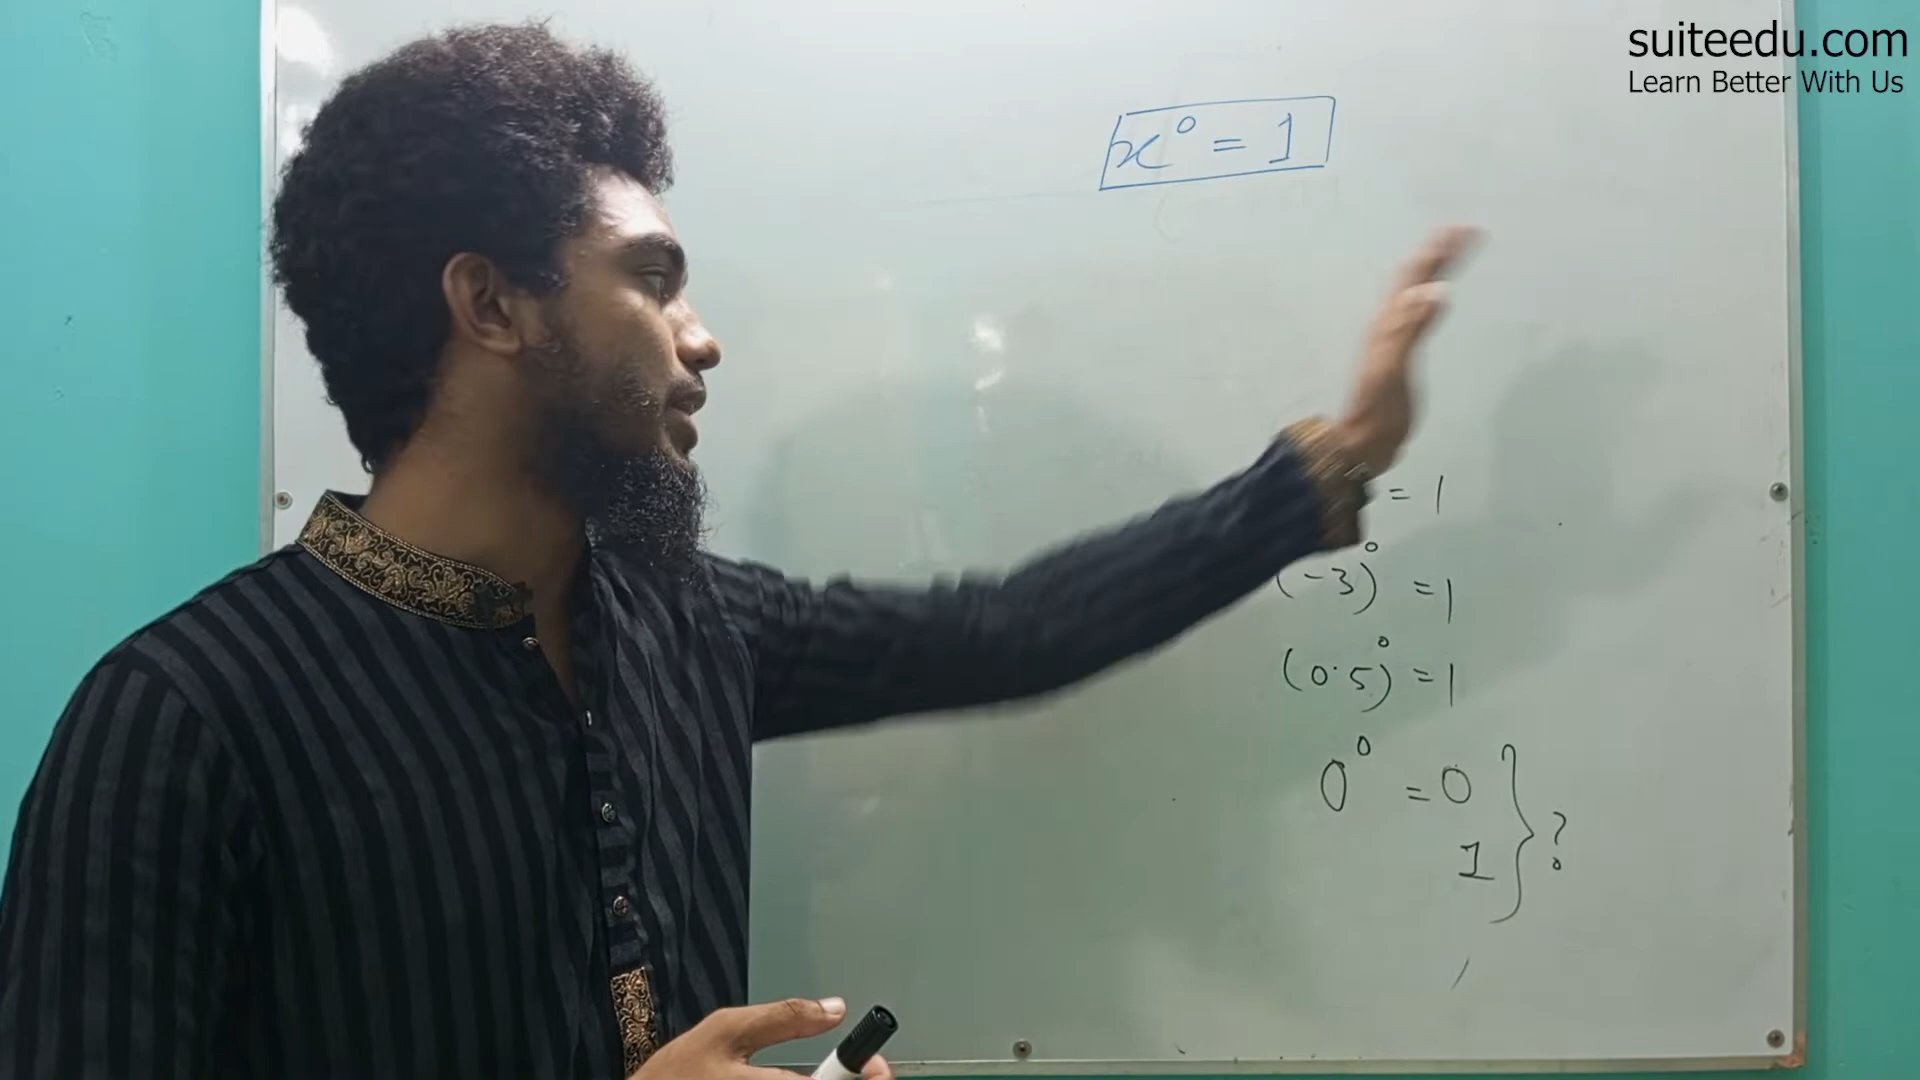 suiteedu.com
Learn Better With Us
x⁰ = 1
= 1
(-3)⁰ = 1
(0.5)⁰ = 1
0⁰ = 0 } ?
1